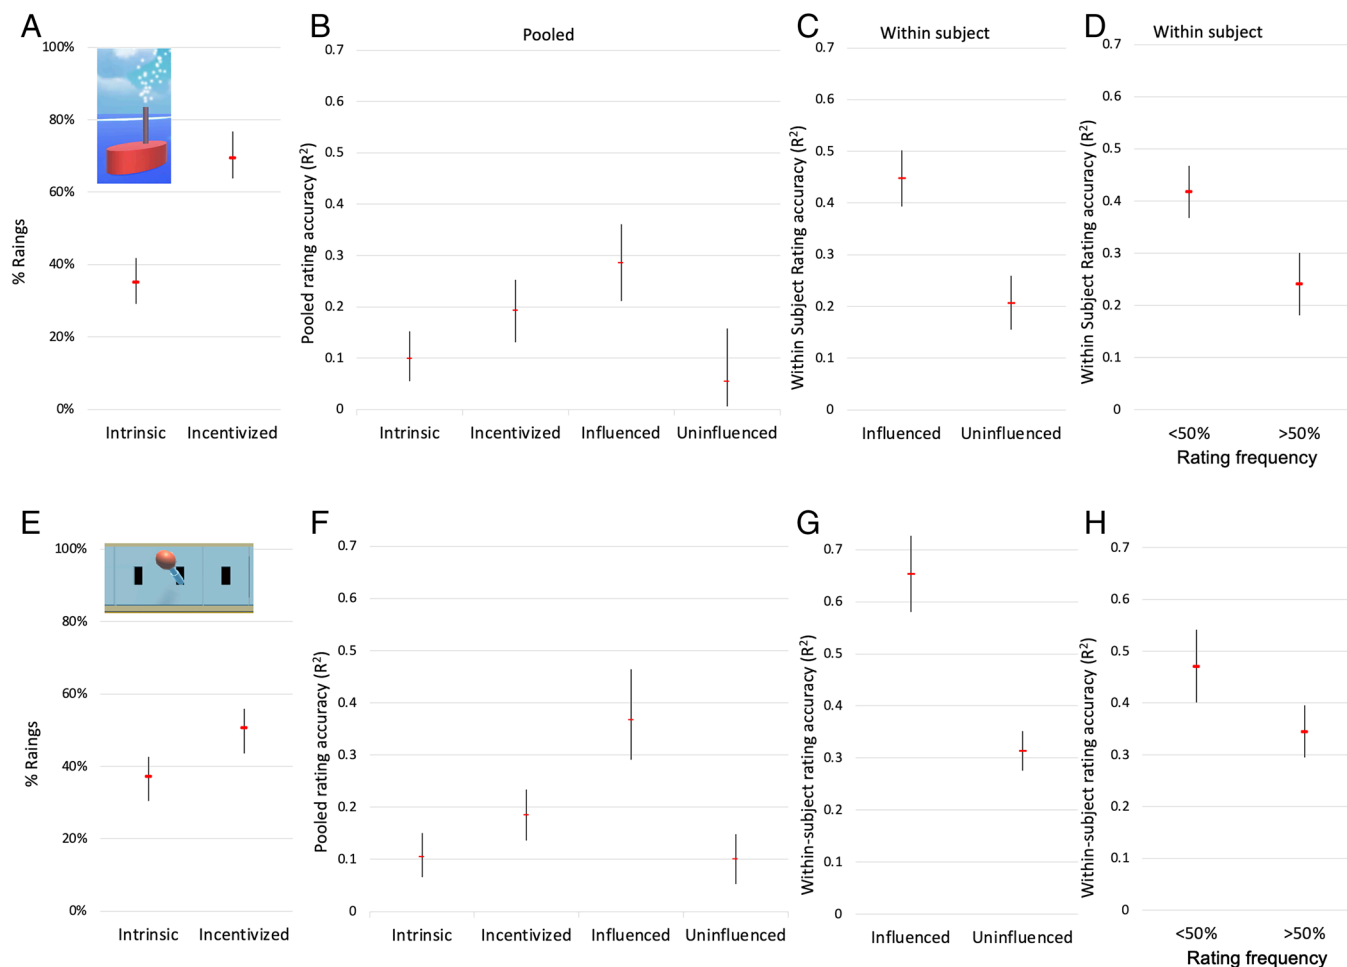 A
100%
80%
60%
40%
20%
0%
% Raings
Intrinsic Incentivized
B
Pooled
0.7
0.6
0.5
0.4
0.3
0.2
0.1
0
Pooled rating accuracy (R²)
Intrinsic Incentivized Influenced Uninfluenced
C
Within subject
0.7
0.6
0.5
0.4
0.3
0.2
0.1
0
Within Subject Rating accuracy (R²)
Influenced Uninfluenced
D
Within subject
0.7
0.6
0.5
0.4
0.3
0.2
0.1
0
Within Subject Rating accuracy (R²)
<50% >50%
Rating frequency
E
100%
80%
60%
40%
20%
0%
% Raings
Intrinsic Incentivized
F
0.7
0.6
0.5
0.4
0.3
0.2
0.1
0
Pooled rating accuracy (R²)
Intrinsic Incentivized Influenced Uninfluenced
G
0.7
0.6
0.5
0.4
0.3
0.2
0.1
0
Within-subject rating accuracy (R²)
Influenced Uninfluenced
H
0.7
0.6
0.5
0.4
0.3
0.2
0.1
0
Within-subject rating accuracy (R²)
<50% >50%
Rating frequency